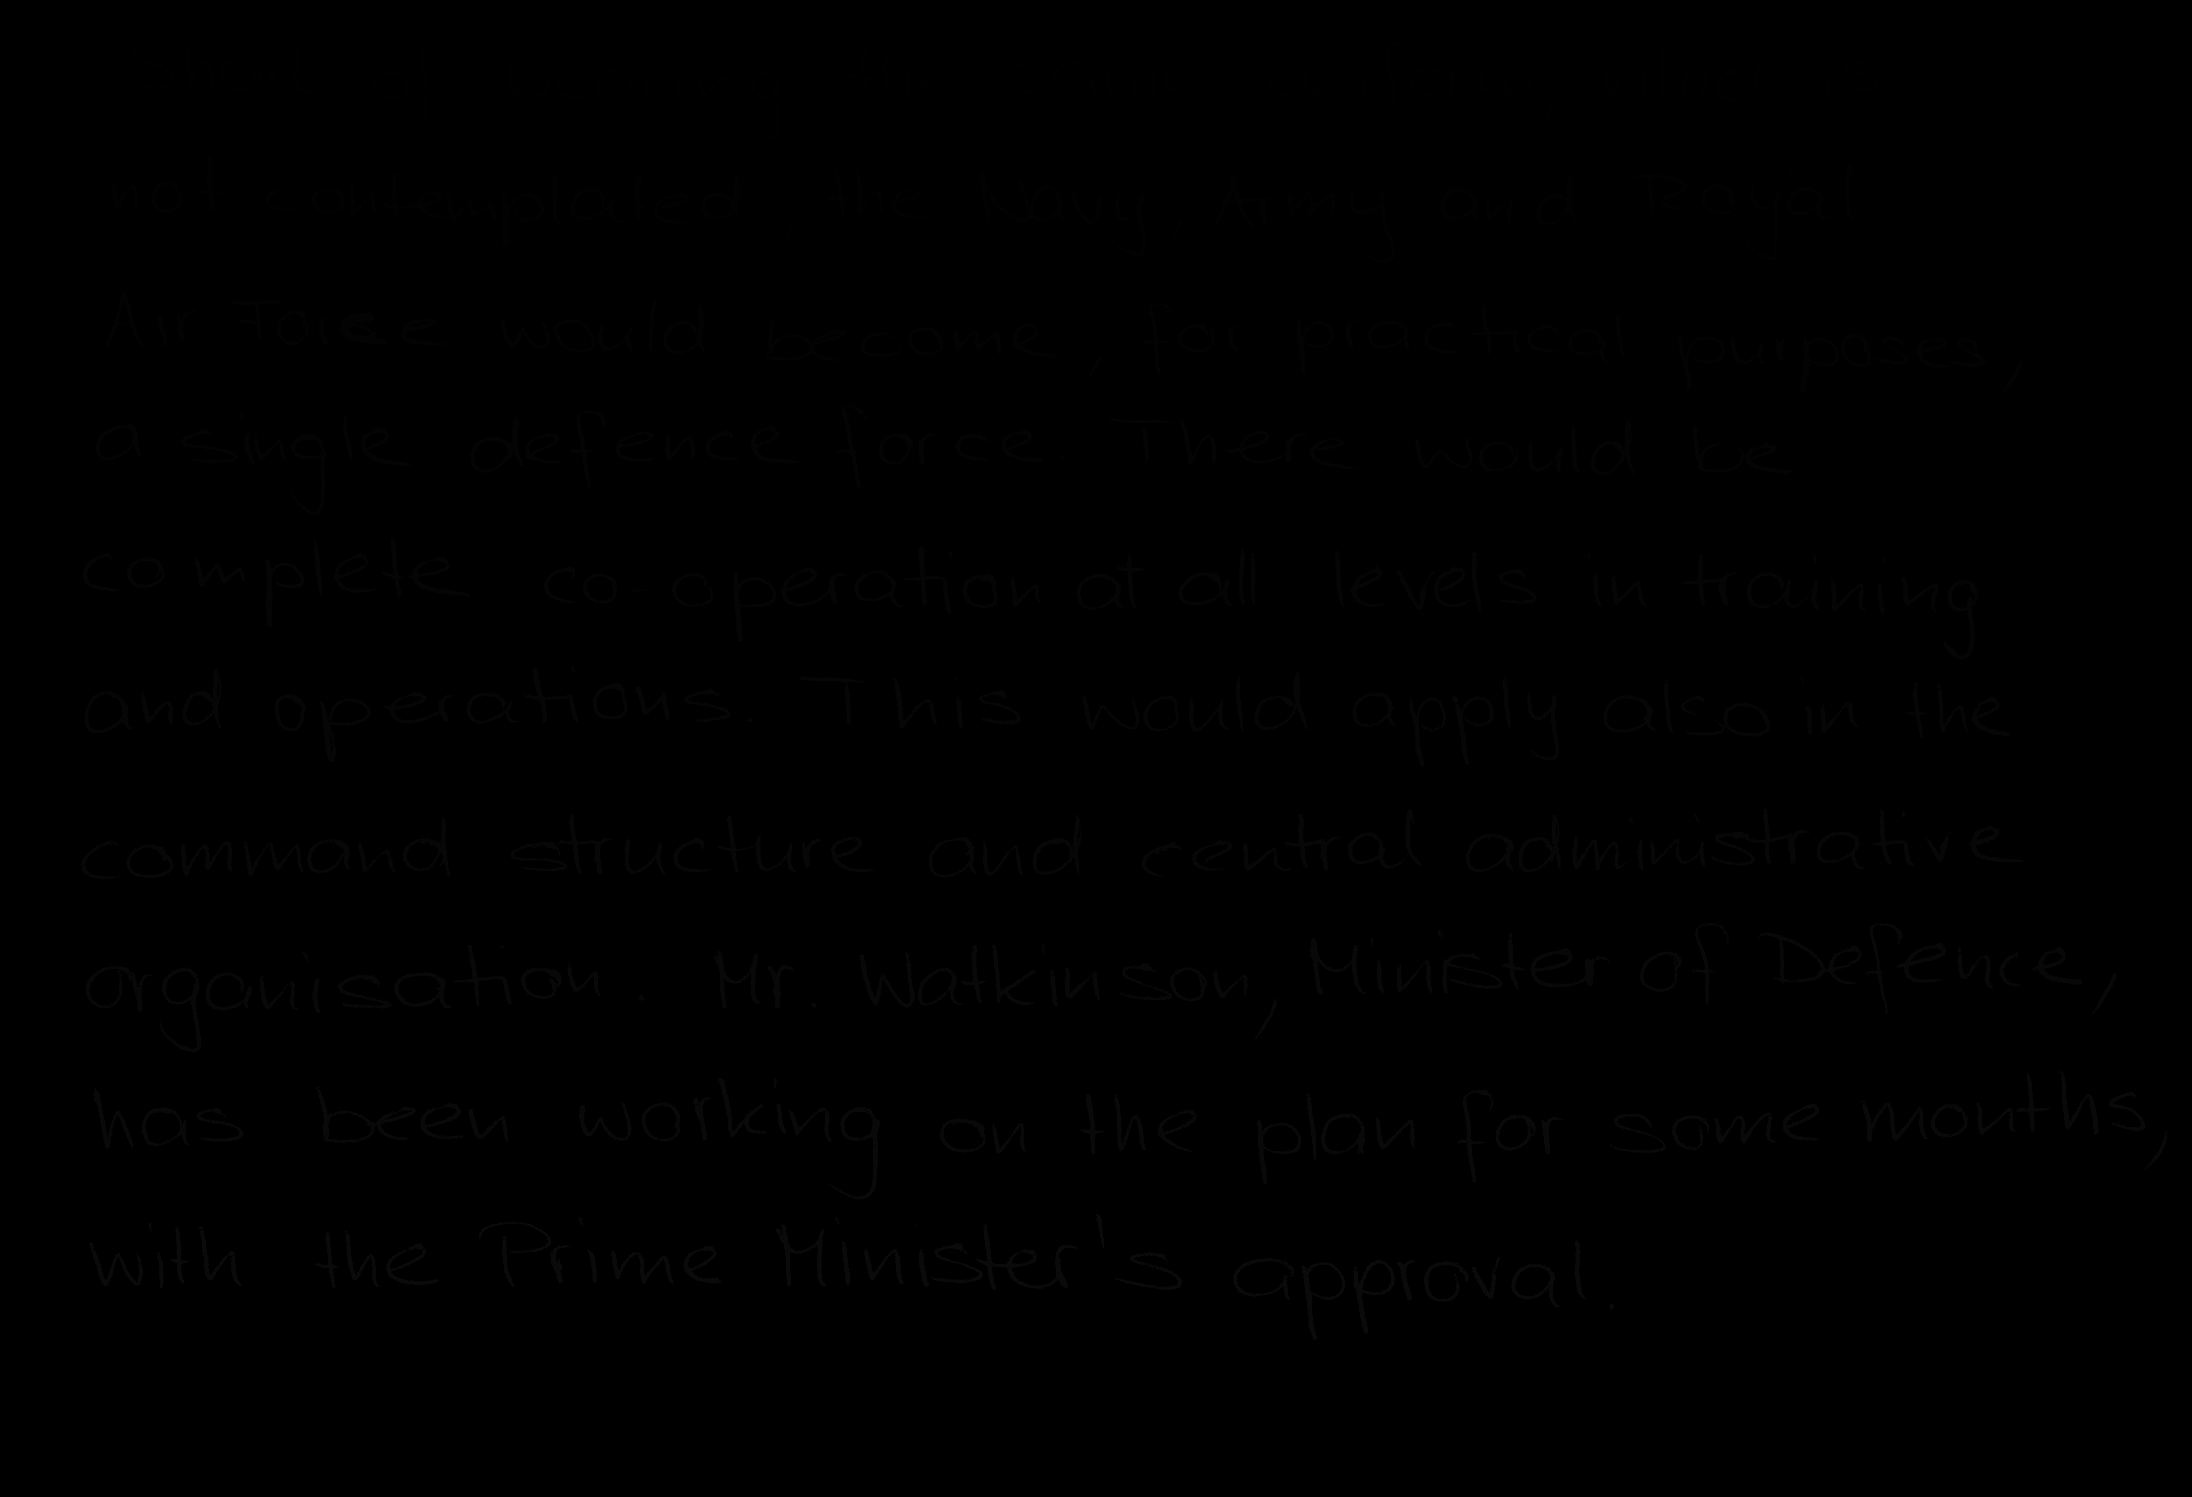 not contemplated, the Navy, Army and Royal
Air Force would become, for practical purposes,
a single defence force. There would be
complete co-operation at all levels in training
and operations. This would apply also in the
command structure and central administrative
organisation. Mr. Watkinson, Minister of Defence,
has been working on the plan for some months,
with the Prime Minister's approval.